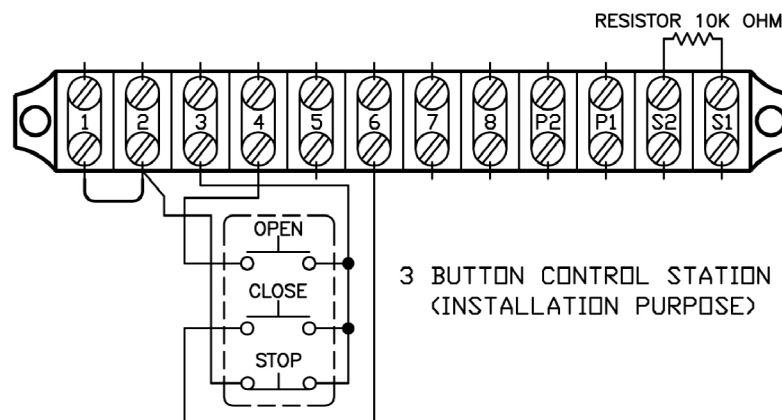 RESISTOR 10K OHM
1 2 3 4 5 6 7 8 P2 P1 S2 S1
OPEN
CLOSE
STOP
3 BUTTON CONTROL STATION
(INSTALLATION PURPOSE)